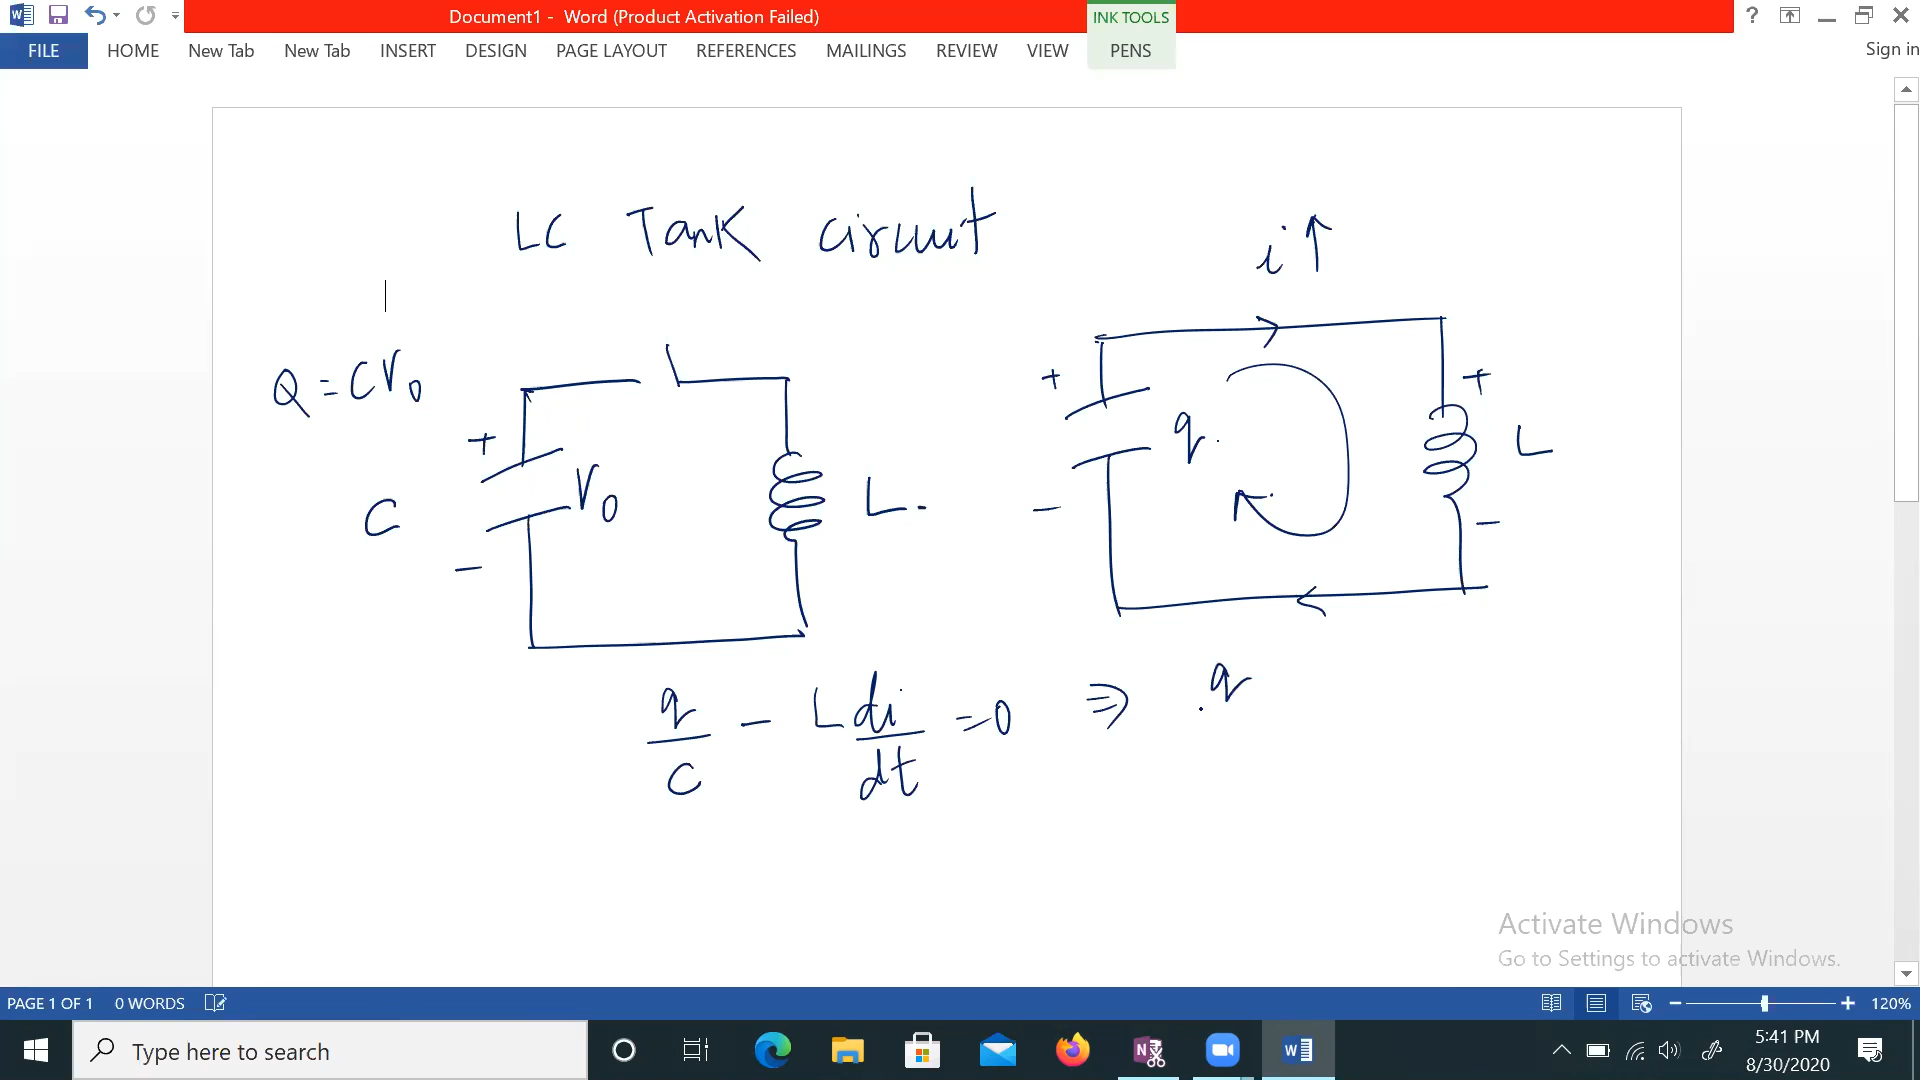 Document1 - Word (Product Activation Failed)
INK TOOLS
?
FILE HOME New Tab New Tab INSERT DESIGN PAGE LAYOUT REFERENCES MAILINGS REVIEW VIEW PENS
Sign in
LC Tank circuit
i↑
Q = CV₀
+
C
V₀
−
L.
+
q
−
+
L
−
q/C − L di/dt = 0 ⇒ q
Activate Windows
Go to Settings to activate Windows.
PAGE 1 OF 1 0 WORDS
120%
Type here to search
N
W
5:41 PM
8/30/2020